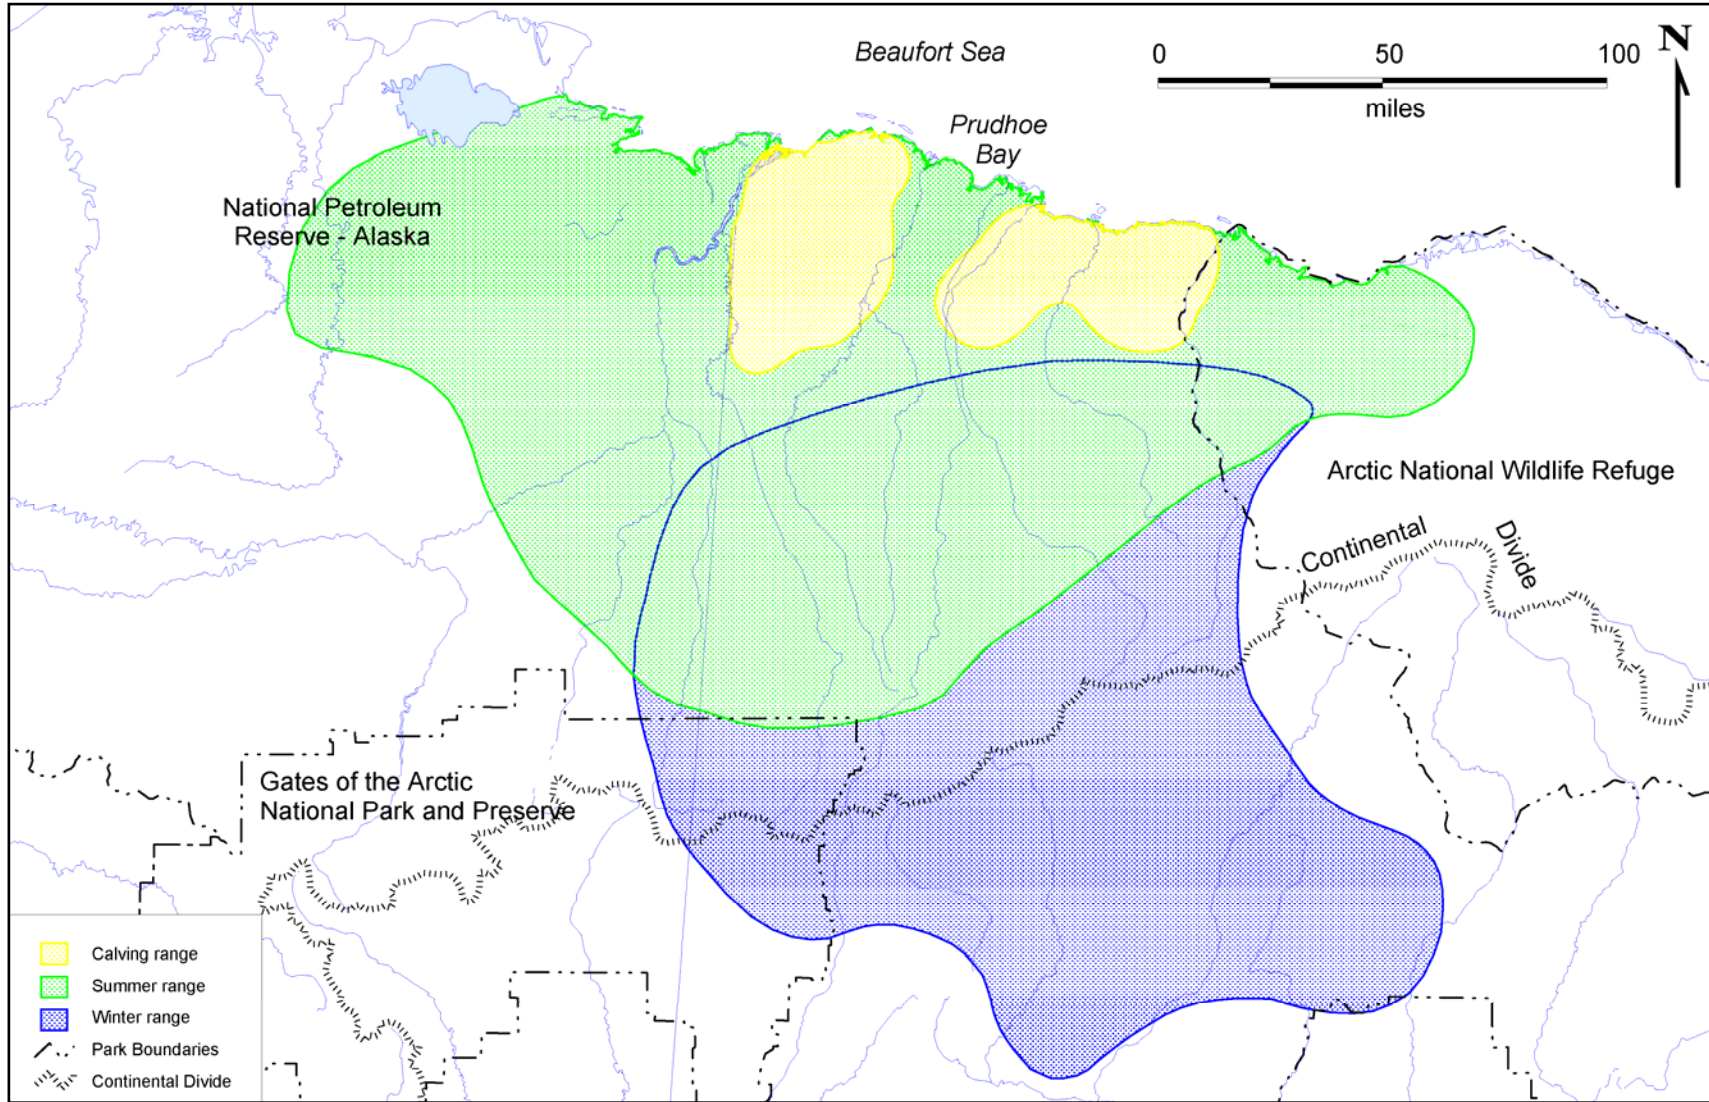 Beaufort Sea
0 50 100
miles
N
Prudhoe
Bay
National Petroleum
Reserve - Alaska
Arctic National Wildlife Refuge
Continental
Divide
Gates of the Arctic
National Park and Preserve
Calving range
Summer range
Winter range
Park Boundaries
Continental Divide